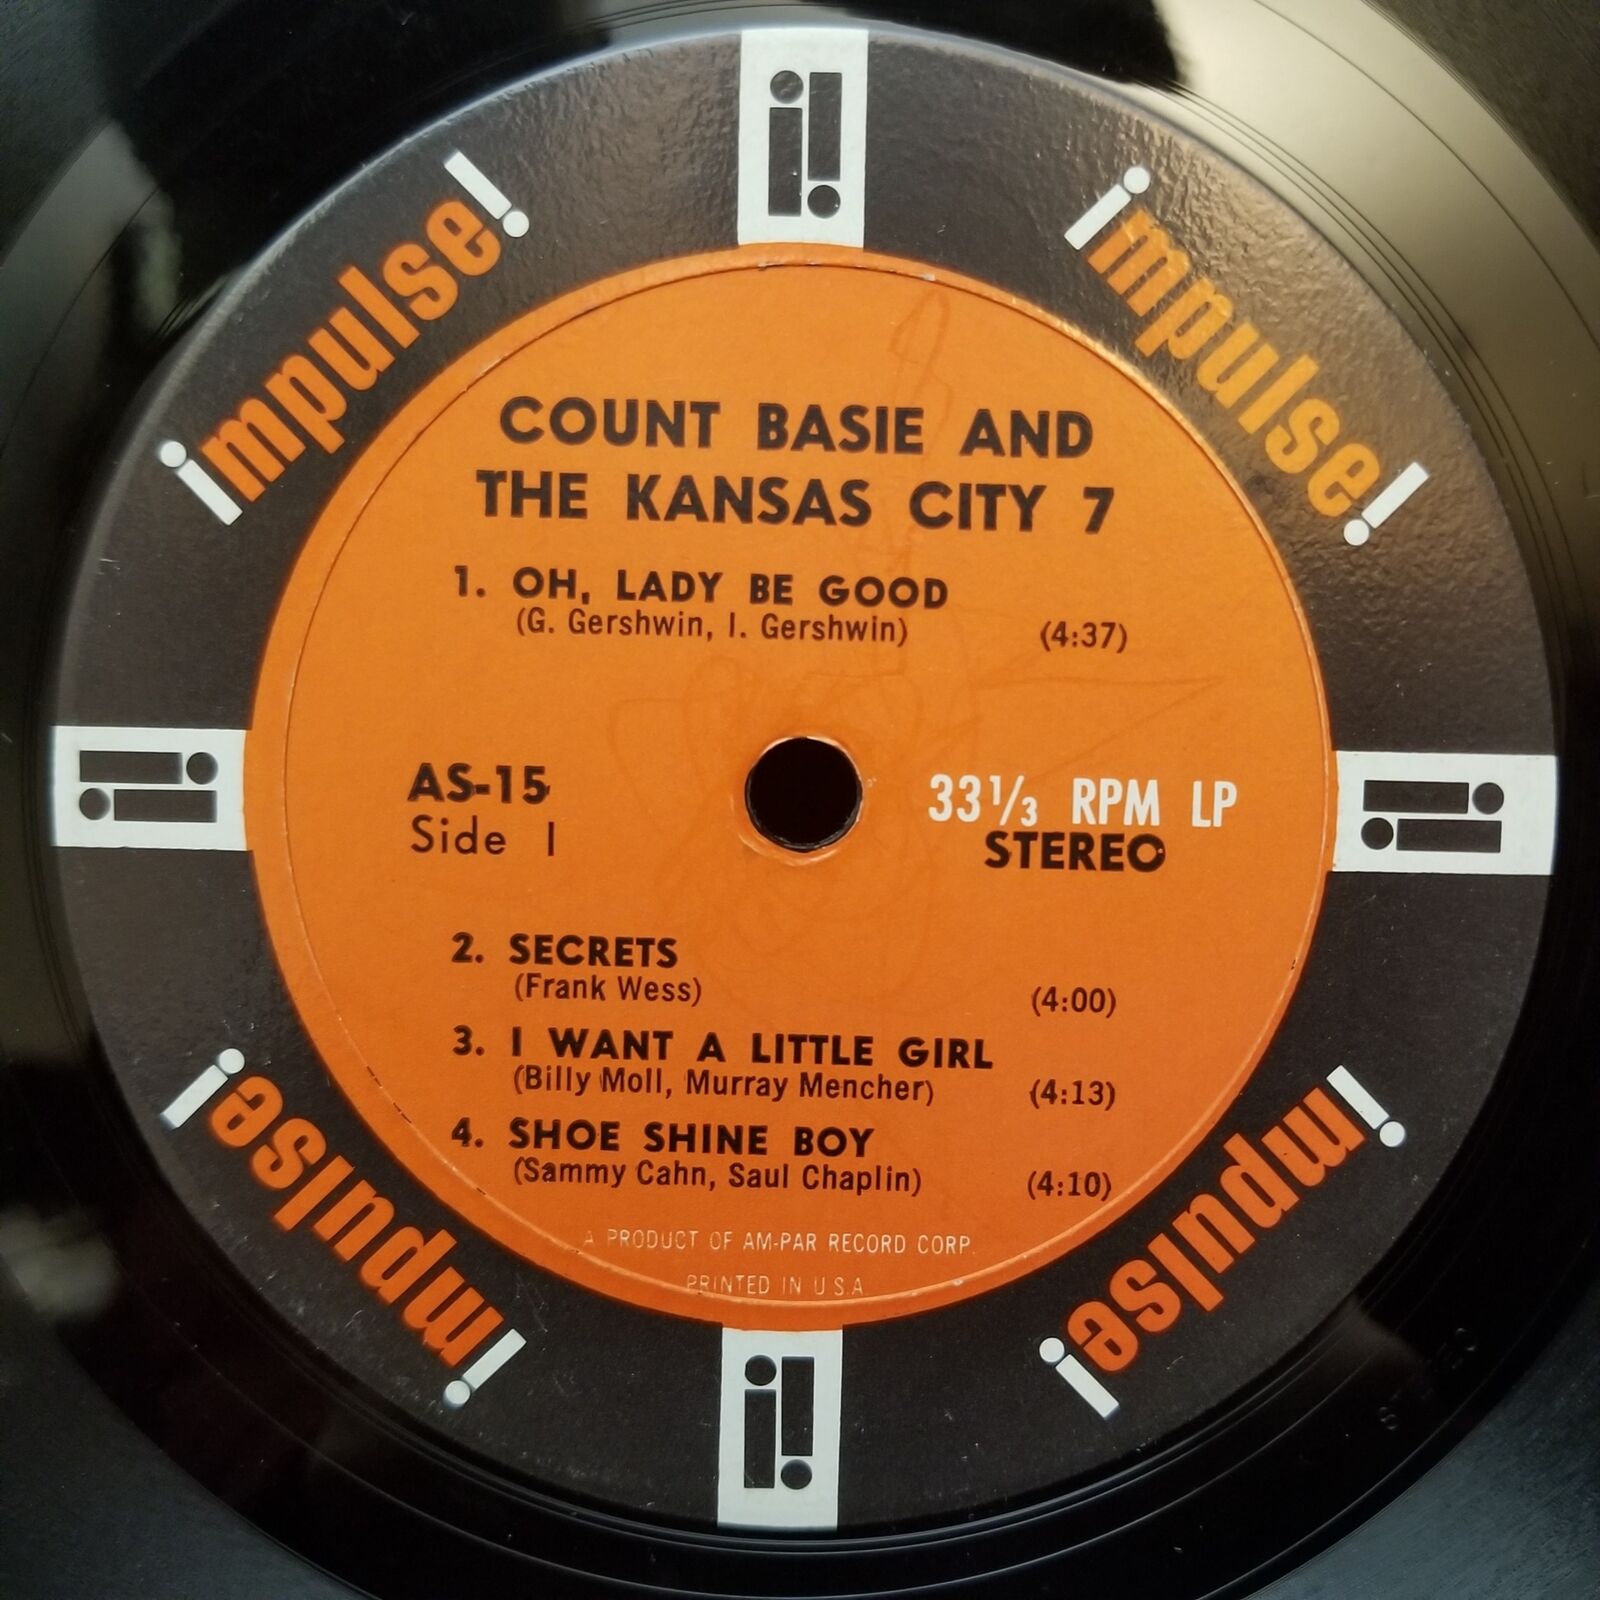 impulse!
impulse!
COUNT BASIE AND
THE KANSAS CITY 7
1. OH, LADY BE GOOD
(G. Gershwin, I. Gershwin) (4:37)
AS-15
Side 1
33 1/3 RPM LP
STEREO
2. SECRETS
(Frank Wess) (4:00)
3. I WANT A LITTLE GIRL
(Billy Moll, Murray Mencher) (4:13)
4. SHOE SHINE BOY
(Sammy Cahn, Saul Chaplin) (4:10)
A PRODUCT OF AM-PAR RECORD CORP.
PRINTED IN U.S.A.
impulse!
impulse!